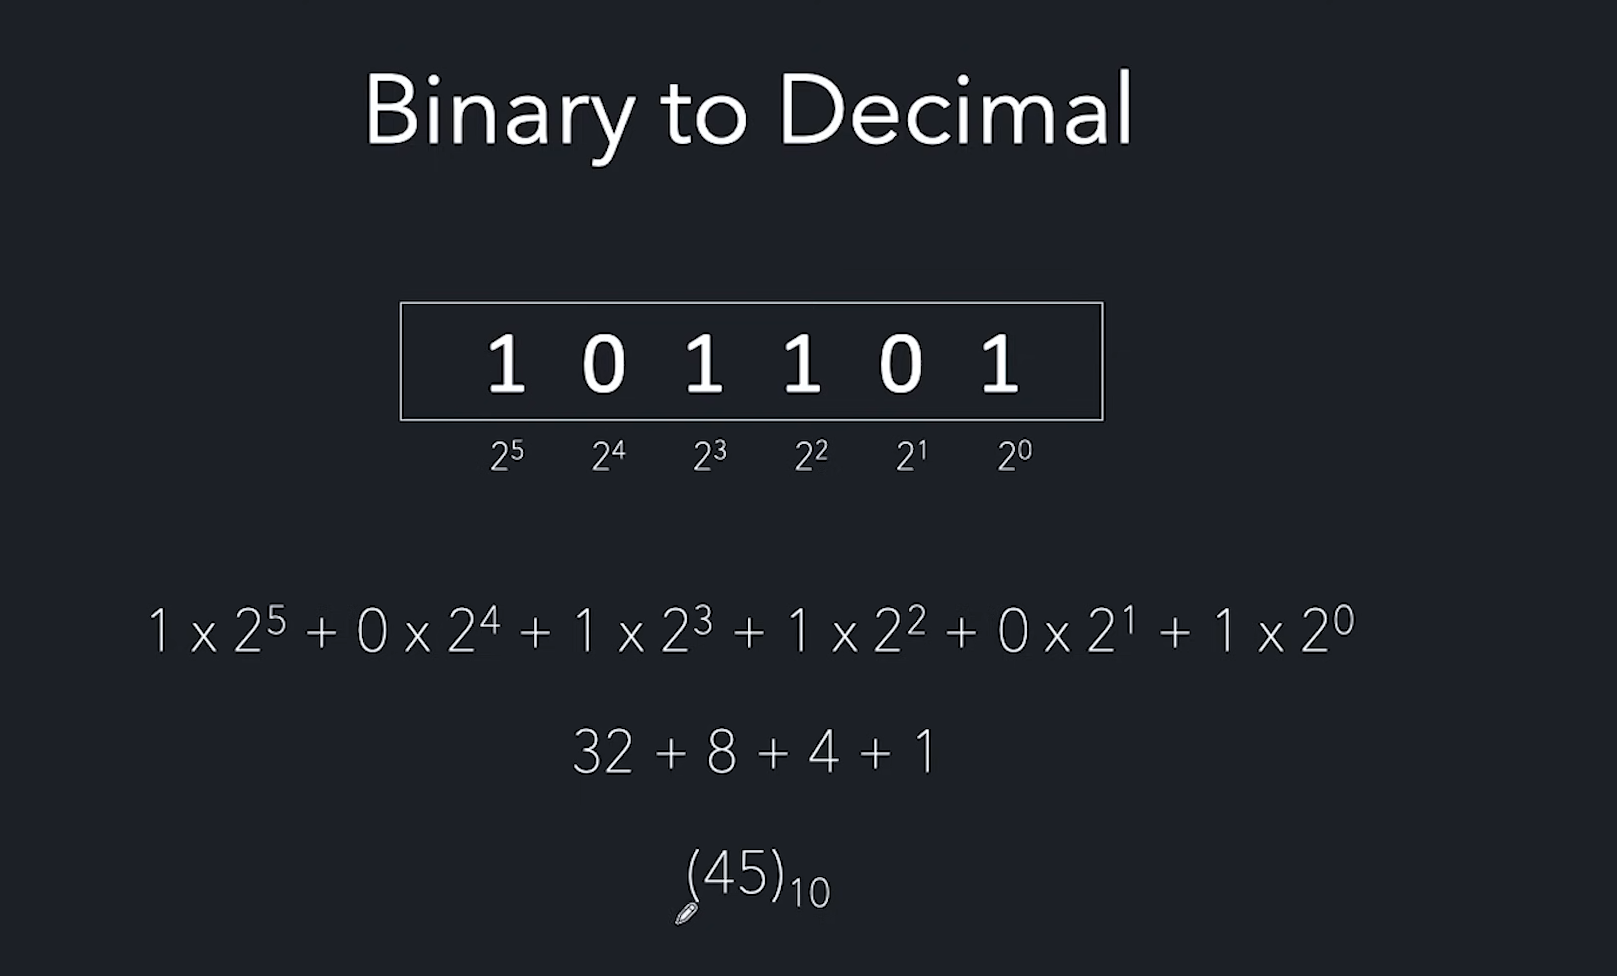 Binary to Decimal
1 0 1 1 0 1
2⁵ 2⁴ 2³ 2² 2¹ 2⁰
1 x 2⁵ + 0 x 2⁴ + 1 x 2³ + 1 x 2² + 0 x 2¹ + 1 x 2⁰
32 + 8 + 4 + 1
(45)₁₀